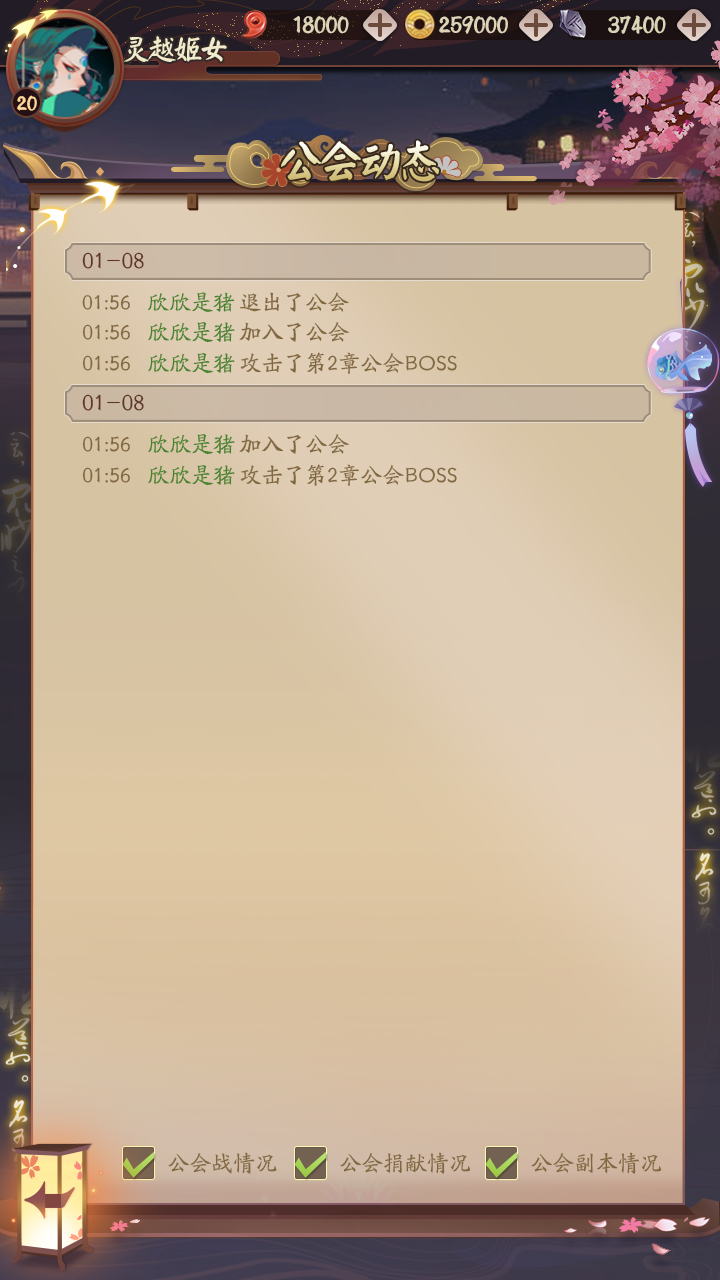 灵越姬女
18000
259000
37400
20
公会动态
01-08
01:56 欣欣是猪 退出了公会
01:56 欣欣是猪 加入了公会
01:56 欣欣是猪 攻击了第2章公会BOSS
01-08
01:56 欣欣是猪 加入了公会
01:56 欣欣是猪 攻击了第2章公会BOSS
公会战情况 公会捐献情况 公会副本情况